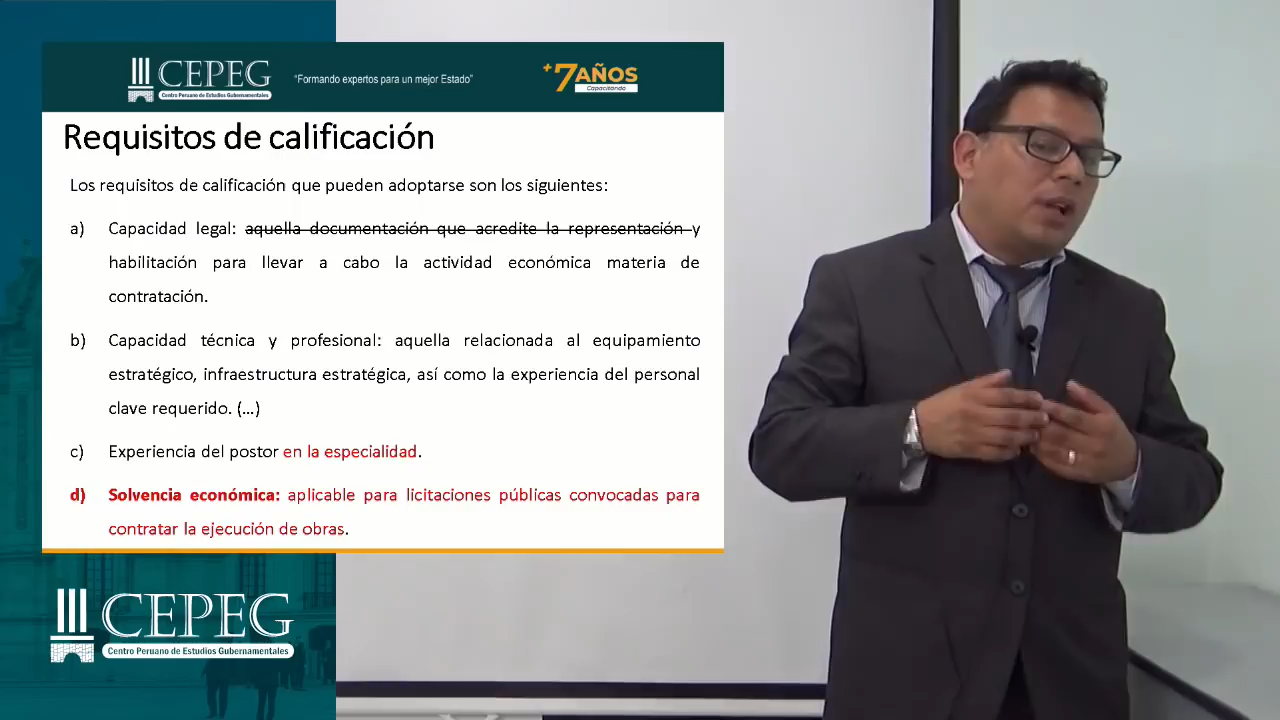 CEPEG
Centro Peruano de Estudios Gubernamentales
"Formando expertos para un mejor Estado"
+7 AÑOS
Capacitando
Requisitos de calificación
Los requisitos de calificación que pueden adoptarse son los siguientes:
a) Capacidad legal: aquella documentación que acredite la representación y
habilitación para llevar a cabo la actividad económica materia de
contratación.
b) Capacidad técnica y profesional: aquella relacionada al equipamiento
estratégico, infraestructura estratégica, así como la experiencia del personal
clave requerido. (...)
c) Experiencia del postor en la especialidad.
d) Solvencia económica: aplicable para licitaciones públicas convocadas para
contratar la ejecución de obras.
CEPEG
Centro Peruano de Estudios Gubernamentales